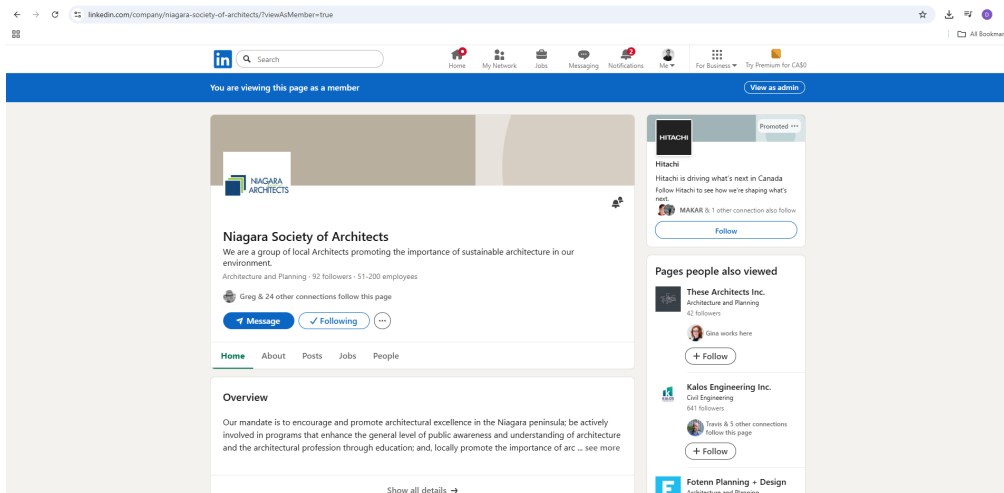 linkedin.com/company/niagara-society-of-architects/?viewAsMember=true
All Bookmar
in
Search
Home
My Network
Jobs
Messaging
2
Notifications
Me
For Business
Try Premium for CA$0
You are viewing this page as a member
View as admin
NIAGARA
ARCHITECTS
Niagara Society of Architects
We are a group of local Architects promoting the importance of sustainable architecture in our
environment.
Architecture and Planning · 92 followers · 51-200 employees
Greg & 24 other connections follow this page
Message
Following
Home
About
Posts
Jobs
People
Overview
Our mandate is to encourage and promote architectural excellence in the Niagara peninsula; be actively
involved in programs that enhance the general level of public awareness and understanding of architecture
and the architectural profession through education; and, locally promote the importance of arc ... see more
Show all details →
Promoted
HITACHI
Hitachi
Hitachi is driving what's next in Canada
Follow Hitachi to see how we're shaping what's
next.
MAKAR & 1 other connection also follow
Follow
Pages people also viewed
These Architects Inc.
Architecture and Planning
42 followers
Gina works here
+ Follow
KALOS
Kalos Engineering Inc.
Civil Engineering
641 followers
Travis & 5 other connections
follow this page
+ Follow
Fotenn Planning + Design
Architecture and Planning